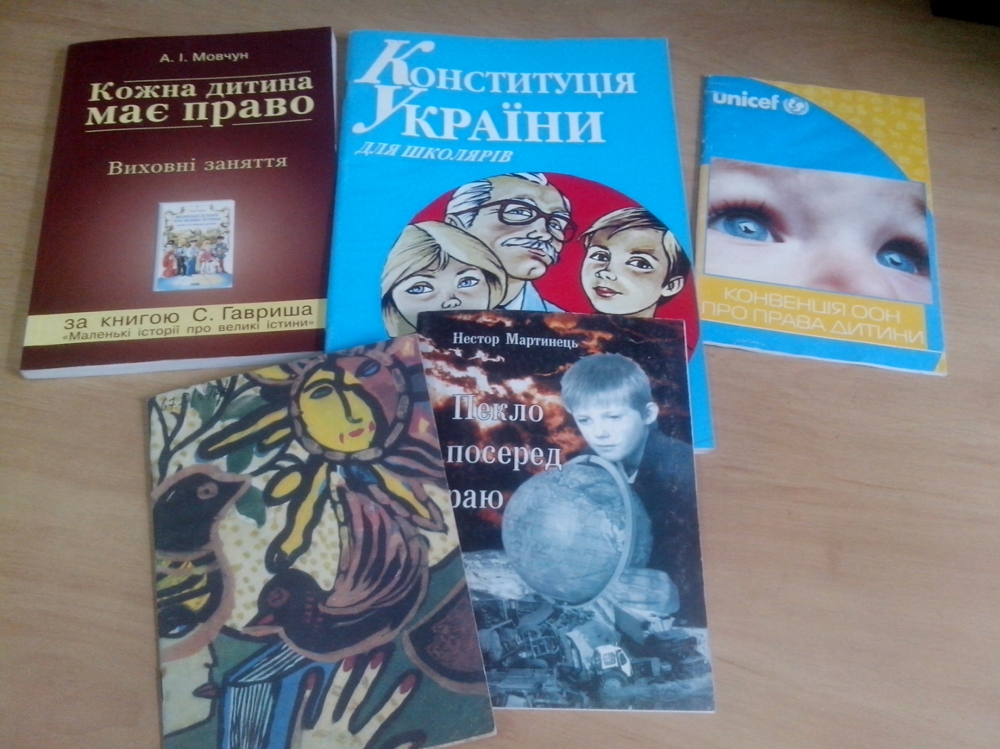 А. І. Мовчун
Кожна дитина
має право
Виховні заняття
за книгою С. Гавриша
«Маленькі історії про великі істини»
Конституція
України
для школярів
unicef
КОНВЕНЦІЯ ООН
ПРО ПРАВА ДИТИНИ
Нестор Мартинець
Пекло
посеред
раю